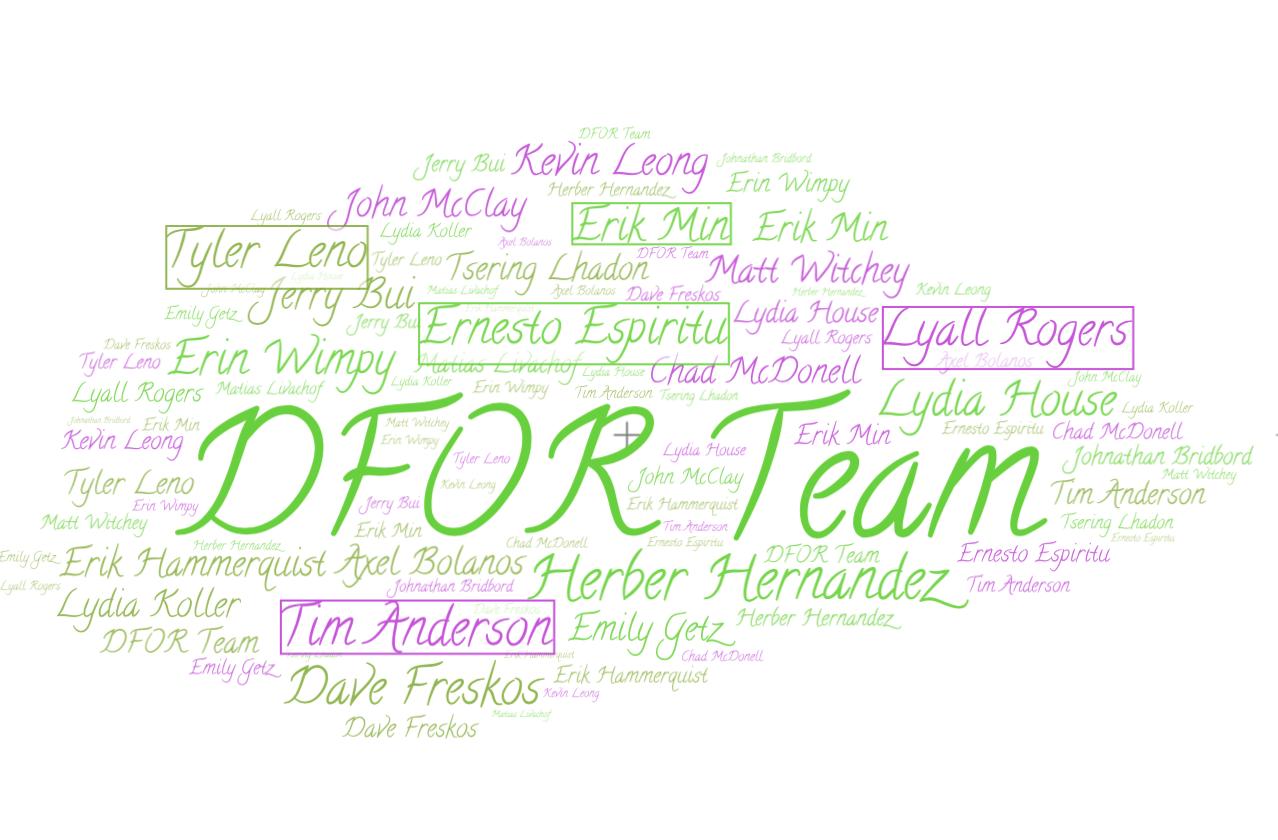 DFOR Team
Jerry Bui
Kevin Leong
Johnathan Bridbord
Herber Hernandez
Erin Wimpy
John McClay
Lyall Rogers
Lydia Koller
Axel Bolanos
Erik Min
Erik Min
Tyler Leno
Tyler Leno
Tsering Lhadon
DFOR Team
Matt Witchey
Lydia House
John McClay
Jerry Bui
Matias Livachof
Axel Bolanos
Dave Freskos
Herber Hernandez
Kevin Leong
Emily Getz
Jerry Bui
Erik Hammerquist
Ernesto Espiritu
Lydia House
Lyall Rogers
Lyall Rogers
Dave Freskos
Tyler Leno
Erin Wimpy
Matias Livachof
Lydia House
Chad McDonell
Axel Bolanos
John McClay
Lyall Rogers
Matias Livachof
Lydia Koller
Erin Wimpy
Tim Anderson
Tsering Lhadon
Lydia House
Lydia Koller
Johnathan Bridbord
Erik Min
Matt Witchey
Kevin Leong
Erin Wimpy
Erik Min
Ernesto Espiritu
Chad McDonell
DFOR Team
Tyler Leno
Lydia House
Johnathan Bridbord
Tyler Leno
Kevin Leong
John McClay
Matt Witchey
Tim Anderson
Erin Wimpy
Jerry Bui
Erik Hammerquist
Matt Witchey
Erik Min
Tim Anderson
Tsering Lhadon
Ernesto Espiritu
Herber Hernandez
Chad McDonell
Ernesto Espiritu
Emily Getz
Erik Hammerquist
Axel Bolanos
DFOR Team
Ernesto Espiritu
Lyall Rogers
Johnathan Bridbord
Herber Hernandez
Tim Anderson
Lydia Koller
Dave Freskos
Tim Anderson
Emily Getz
Herber Hernandez
DFOR Team
Tsering Lhadon
Erik Hammerquist
Chad McDonell
Emily Getz
Dave Freskos
Erik Hammerquist
Kevin Leong
Matias Livachof
Dave Freskos